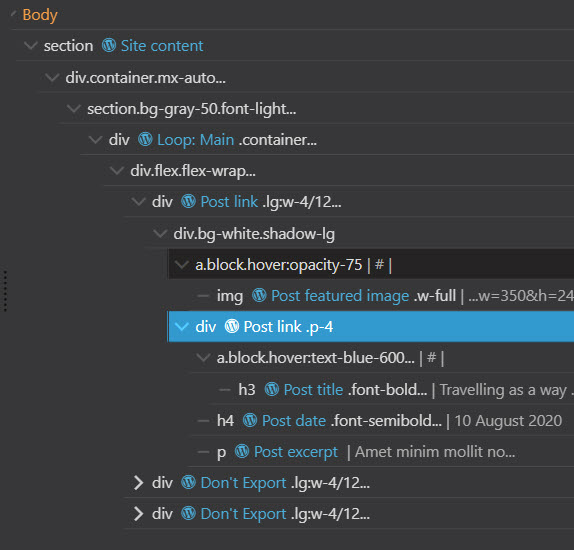 Body
section Site content
div.container.mx-auto...
section.bg-gray-50.font-light...
div Loop: Main .container...
div.flex.flex-wrap...
div Post link .lg:w-4/12...
div.bg-white.shadow-lg
a.block.hover:opacity-75 | # |
img Post featured image .w-full | ...w=350&h=24
div Post link .p-4
a.block.hover:text-blue-600... | # |
h3 Post title .font-bold... | Travelling as a way .
h4 Post date .font-semibold... | 10 August 2020
p Post excerpt | Amet minim mollit no...
div Don't Export .lg:w-4/12...
div Don't Export .lg:w-4/12...